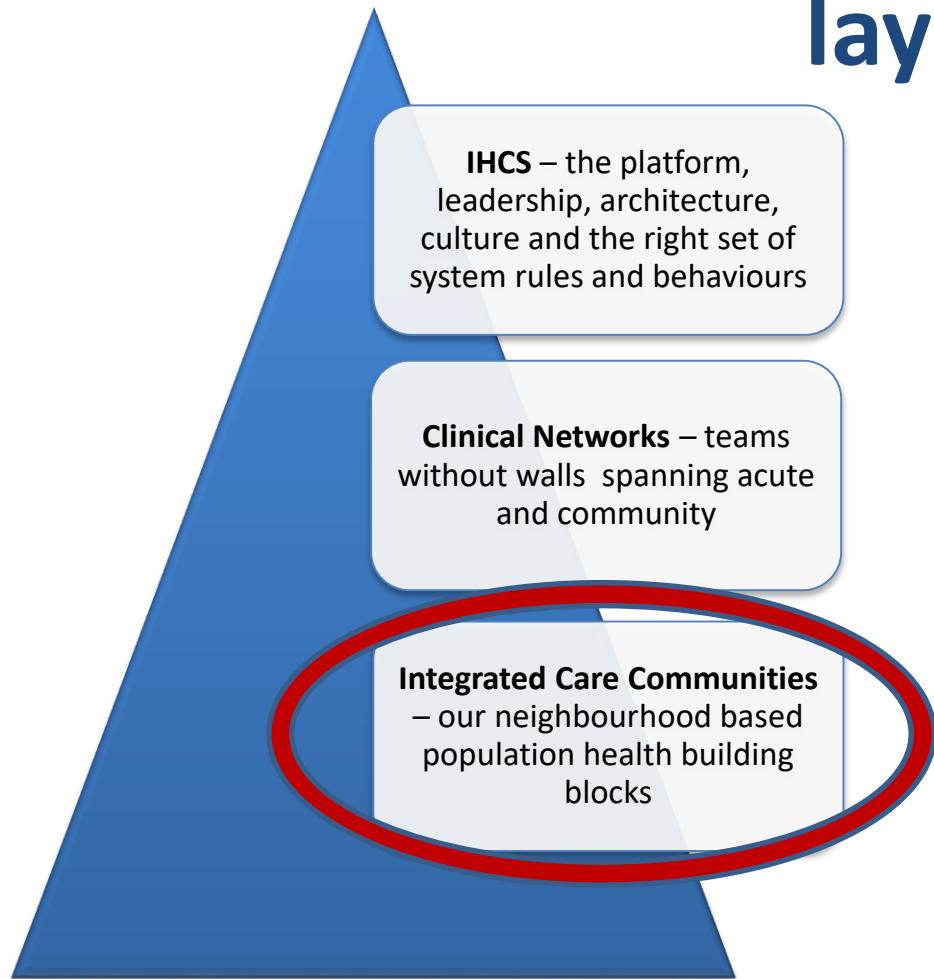 lay
IHCS – the platform,
leadership, architecture,
culture and the right set of
system rules and behaviours
Clinical Networks – teams
without walls  spanning acute
and community
Integrated Care Communities
– our neighbourhood based
population health building
blocks